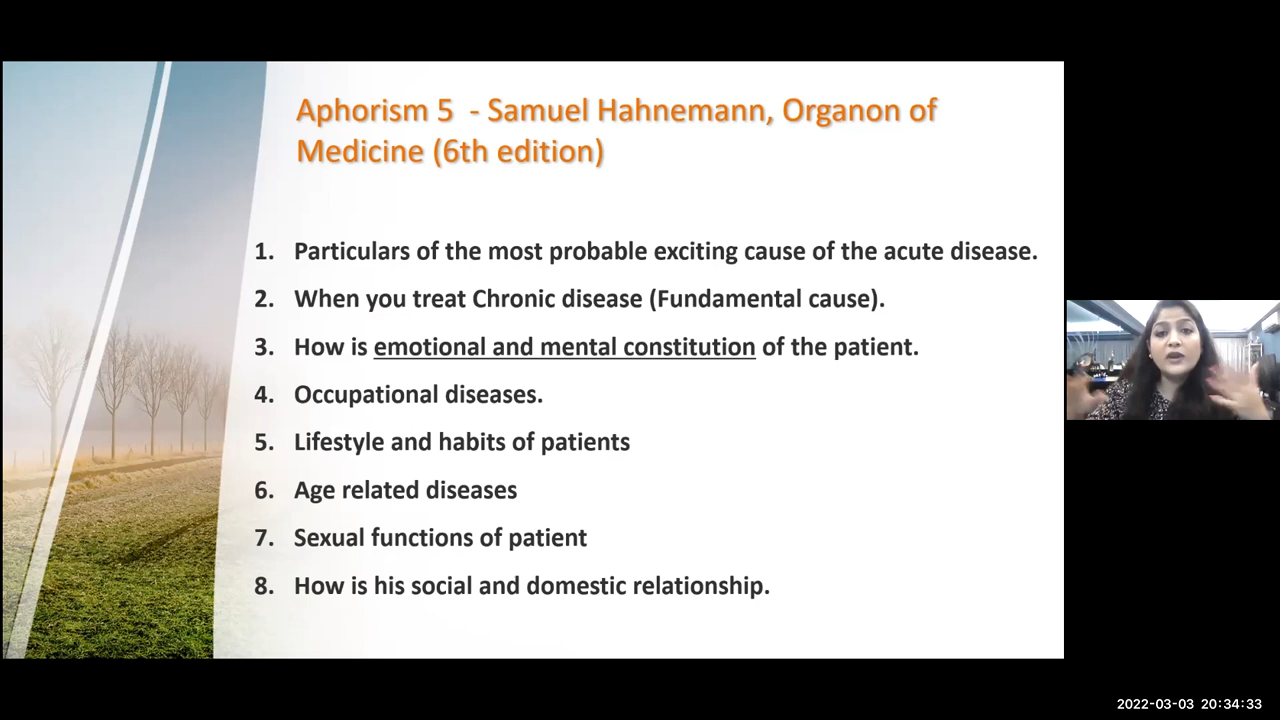 Aphorism 5 - Samuel Hahnemann, Organon of
Medicine (6th edition)
1. Particulars of the most probable exciting cause of the acute disease.
2. When you treat Chronic disease (Fundamental cause).
3. How is emotional and mental constitution of the patient.
4. Occupational diseases.
5. Lifestyle and habits of patients
6. Age related diseases
7. Sexual functions of patient
8. How is his social and domestic relationship.
2022-03-03 20:34:33